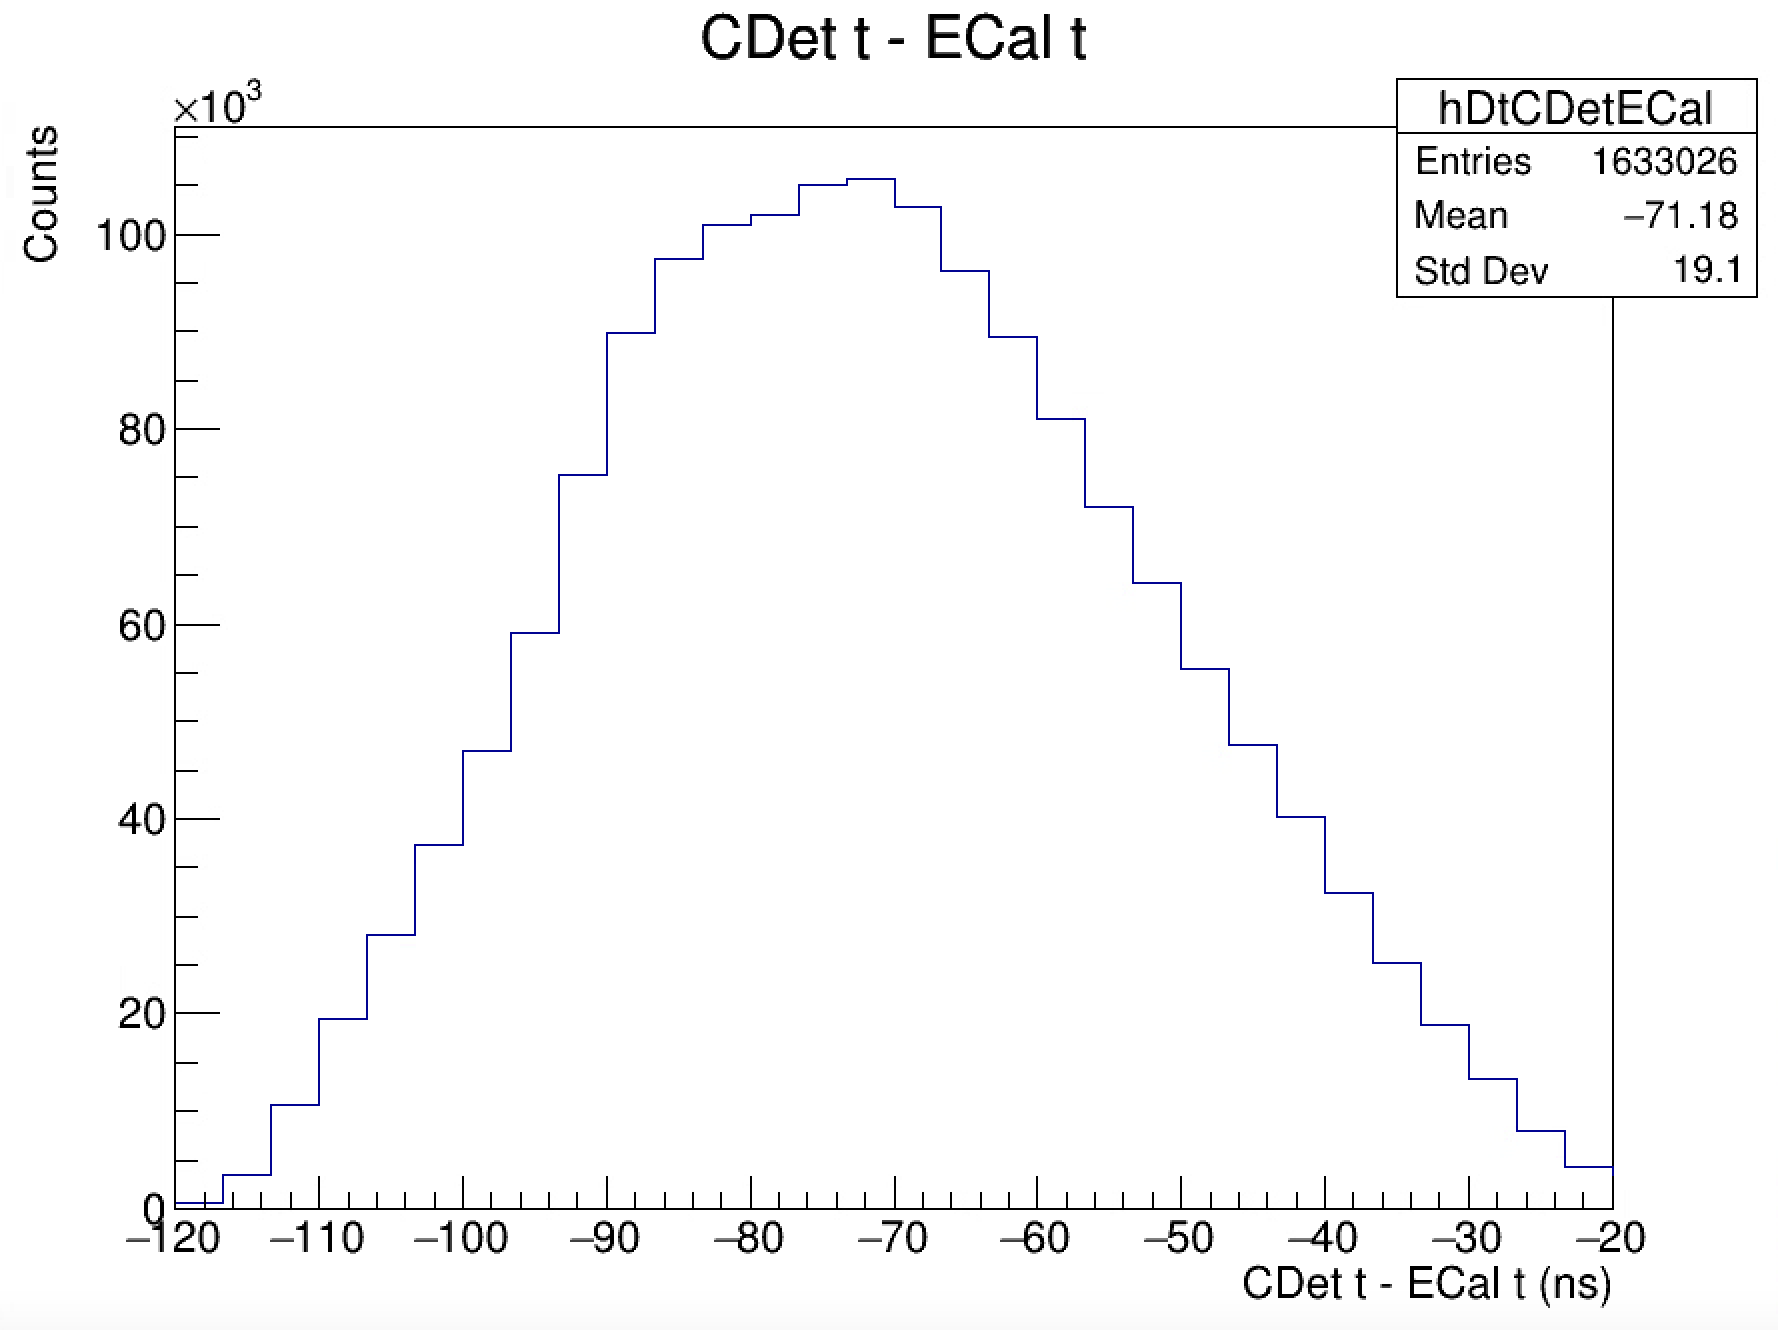 CDet t - ECal t
×10³
Counts
hDtCDetECal
Entries 1633026
Mean −71.18
Std Dev 19.1
100
80
60
40
20
0
−120 −110 −100 −90 −80 −70 −60 −50 −40 −30 −20
CDet t - ECal t (ns)